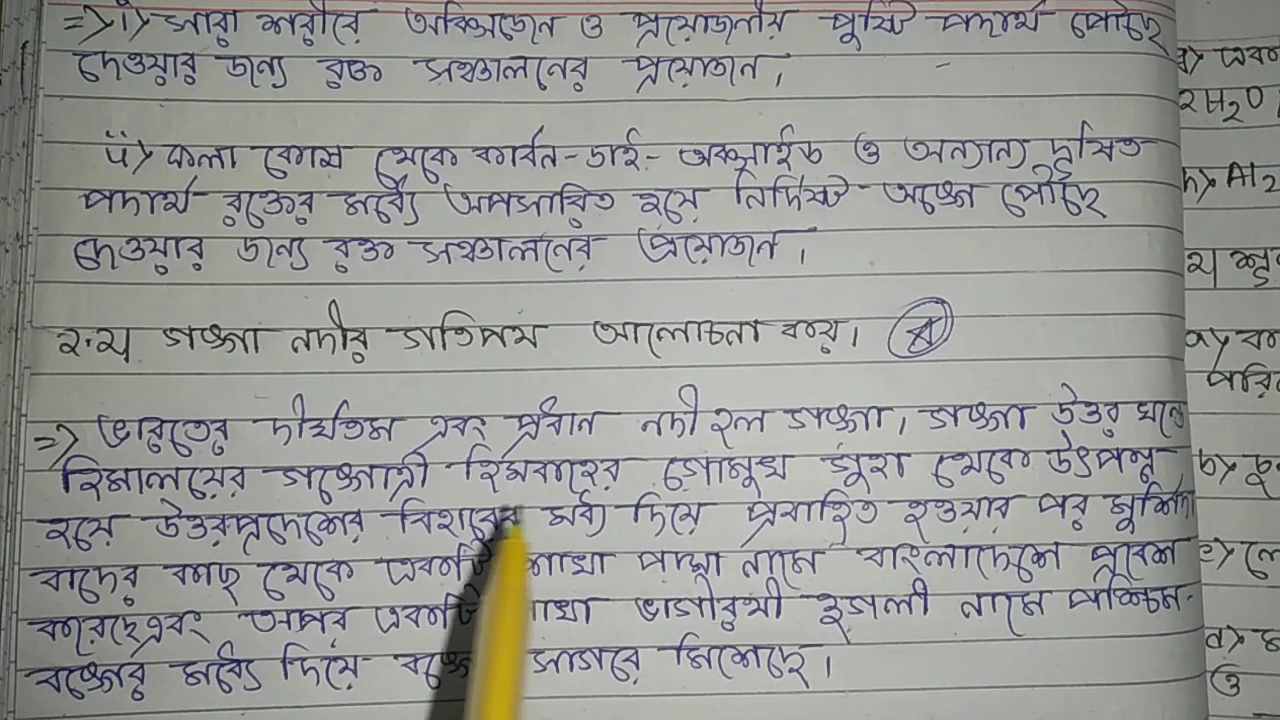 => i) সারা শরীরে অক্সিজেন ও প্রয়োজনীয় পুষ্টি পদার্থ পৌঁছে
দেওয়ার জন্য রক্ত সঞ্চালনের প্রয়োজন।
ii) কলা কোষ থেকে কার্বন-ডাই-অক্সাইড ও অন্যান্য দূষিত
পদার্থ রক্তের মধ্যে অপসারিত হয়ে নির্দিষ্ট অঙ্গে পৌঁছে
দেওয়ার জন্য রক্ত সঞ্চালনের প্রয়োজন।
২.২। গঙ্গা নদীর গতিপথ আলোচনা কর।
=> ভারতের দীর্ঘতম এবং প্রধান নদী হল গঙ্গা। গঙ্গা উত্তর
হিমালয়ের গঙ্গোত্রী হিমবাহের গোমুখ গুহা থেকে উৎপন্ন
হয়ে উত্তরপ্রদেশের বিহারের মধ্য দিয়ে প্রবাহিত হওয়ার পর মুর্শিদা
বাদের কাছ থেকে একটি শাখা পদ্মা নামে বাংলাদেশে প্রবেশ
করেছে এবং অপর একটি শাখা ভাগীরথী হুগলী নামে পশ্চিম-
বঙ্গের মধ্যে দিয়ে বঙ্গো সাগরে মিশেছে।
2H₂O
b) Al₂
২।
a)
b)
c)
d)
ও